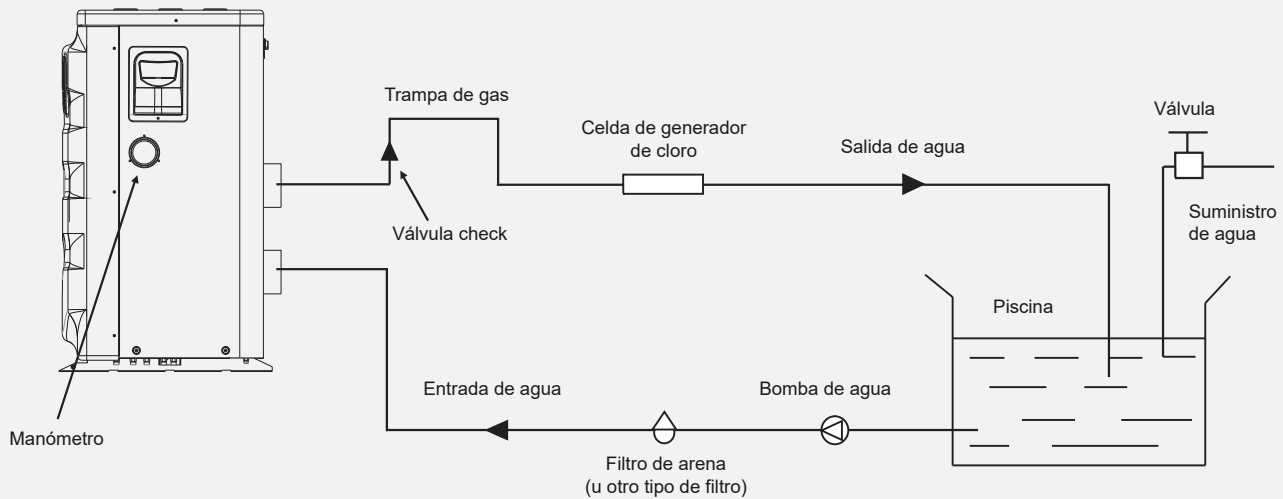 Trampa de gas
Celda de generador
de cloro
Salida de agua
Válvula
Válvula check
Suministro
de agua
Piscina
Entrada de agua
Bomba de agua
Manómetro
Filtro de arena
(u otro tipo de filtro)